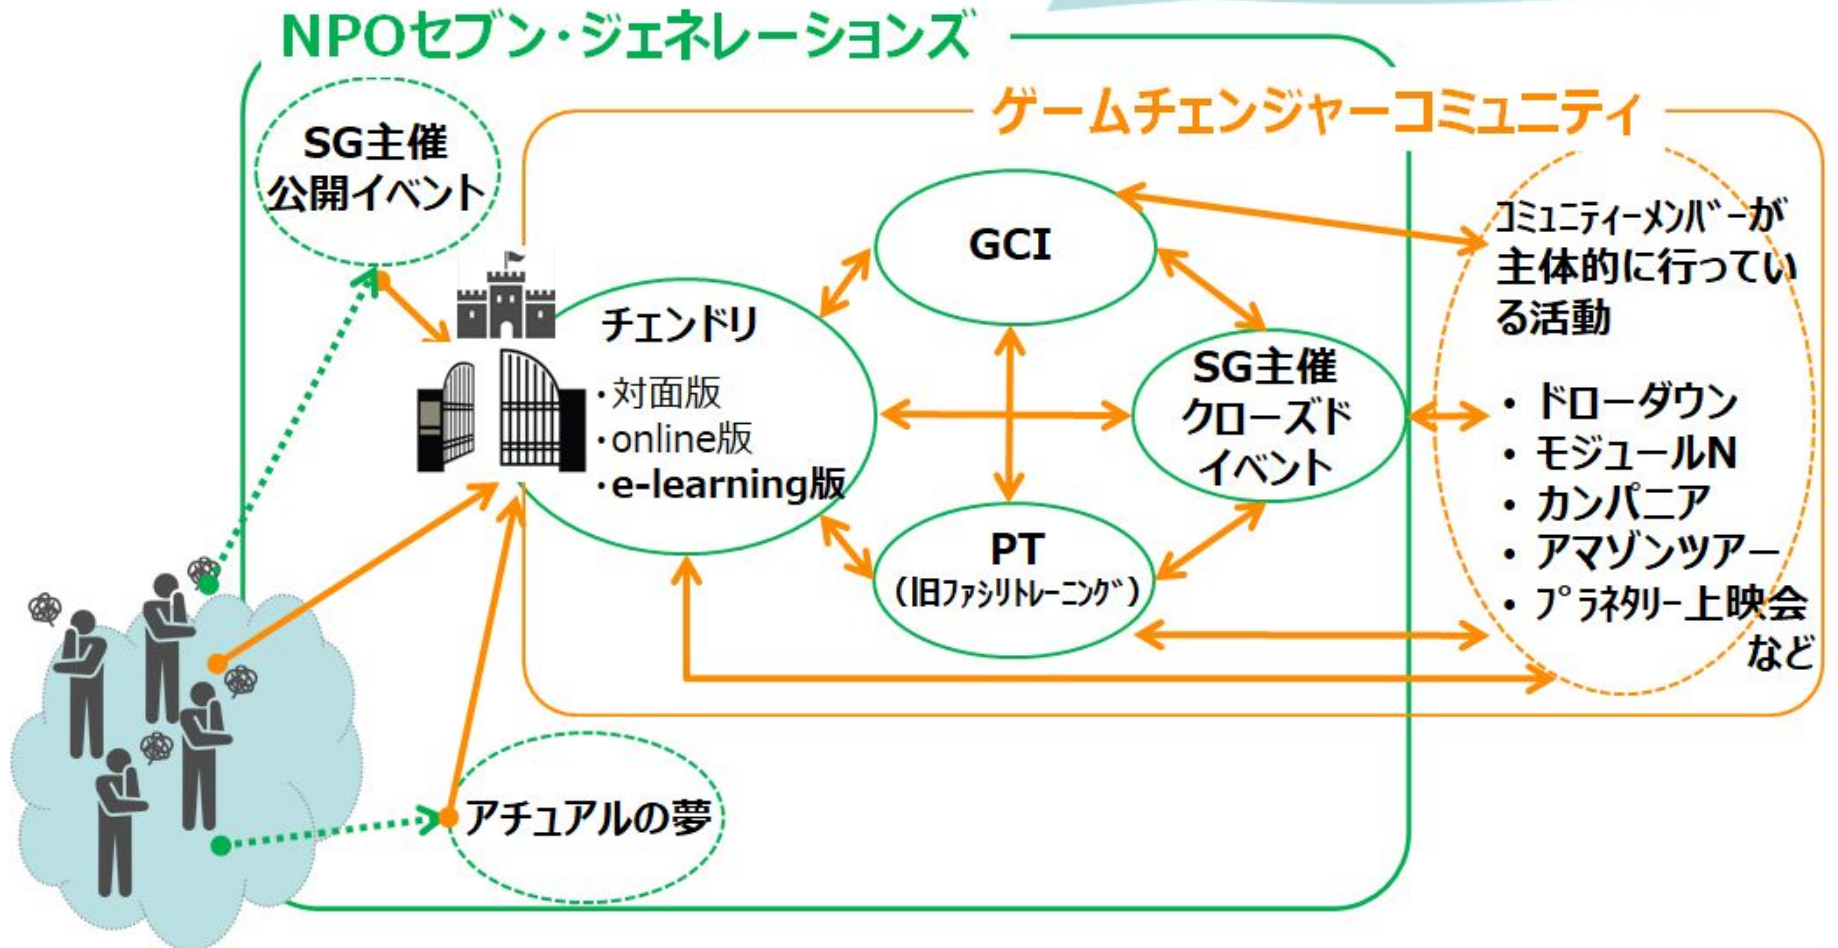 NPOセブン・ジェネレーションズ
ゲームチェンジャーコミュニティ
SG主催
公開イベント
GCI
コミュニティーメンバーが
主体的に行ってい
る活動
チェンドリ
・対面版
・online版
・e-learning版
SG主催
クローズド
イベント
• ドローダウン
• モジュールN
• カンパニア
• アマゾンツアー
• プラネタリー上映会
など
PT
（旧ファシリトレーニング）
アチュアルの夢